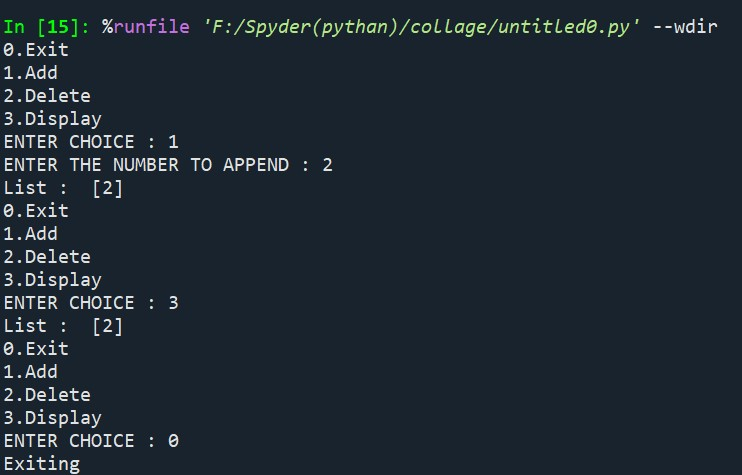 In [15]: %runfile 'F:/Spyder(pythan)/collage/untitled0.py' --wdir
0.Exit
1.Add
2.Delete
3.Display
ENTER CHOICE : 1
ENTER THE NUMBER TO APPEND : 2
List :  [2]
0.Exit
1.Add
2.Delete
3.Display
ENTER CHOICE : 3
List :  [2]
0.Exit
1.Add
2.Delete
3.Display
ENTER CHOICE : 0
Exiting